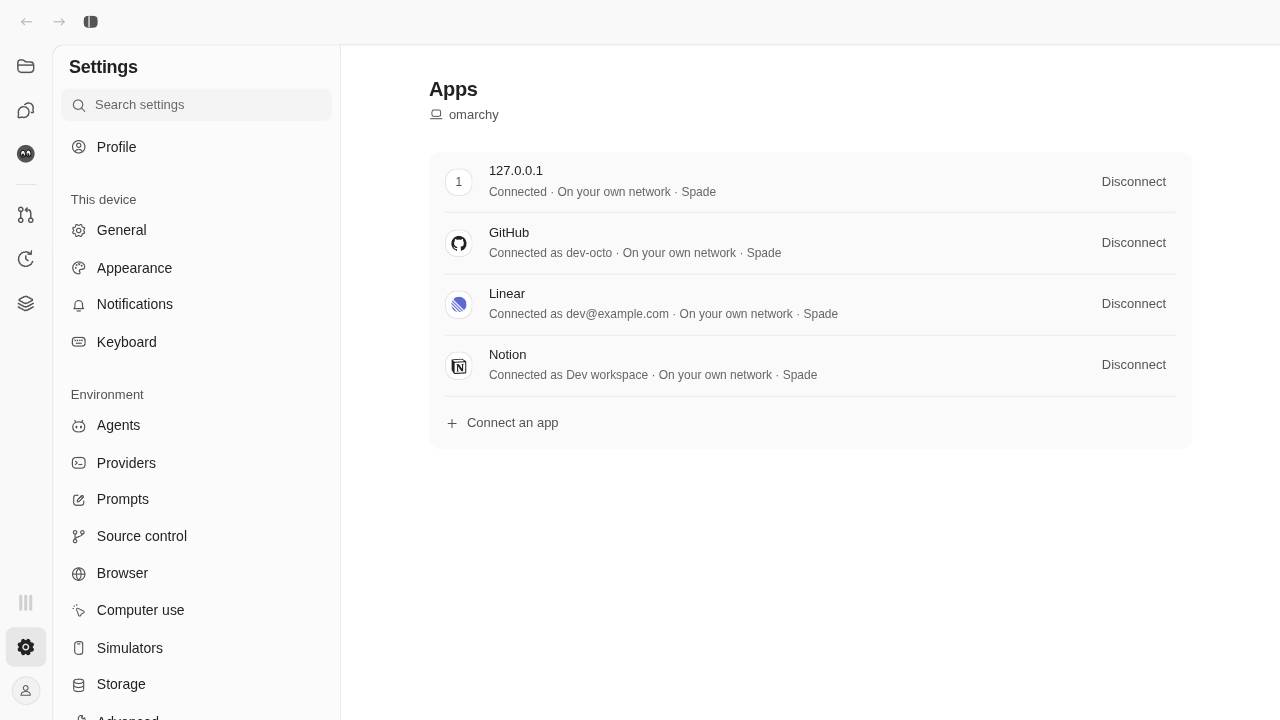 Settings
Search settings
Profile
This device
General
Appearance
Notifications
Keyboard
Environment
Agents
Providers
Prompts
Source control
Browser
Computer use
Simulators
Storage
Advanced
Apps
omarchy
1
127.0.0.1
Connected · On your own network · Spade
Disconnect
GitHub
Connected as dev-octo · On your own network · Spade
Disconnect
Linear
Connected as dev@example.com · On your own network · Spade
Disconnect
Notion
Connected as Dev workspace · On your own network · Spade
Disconnect
Connect an app